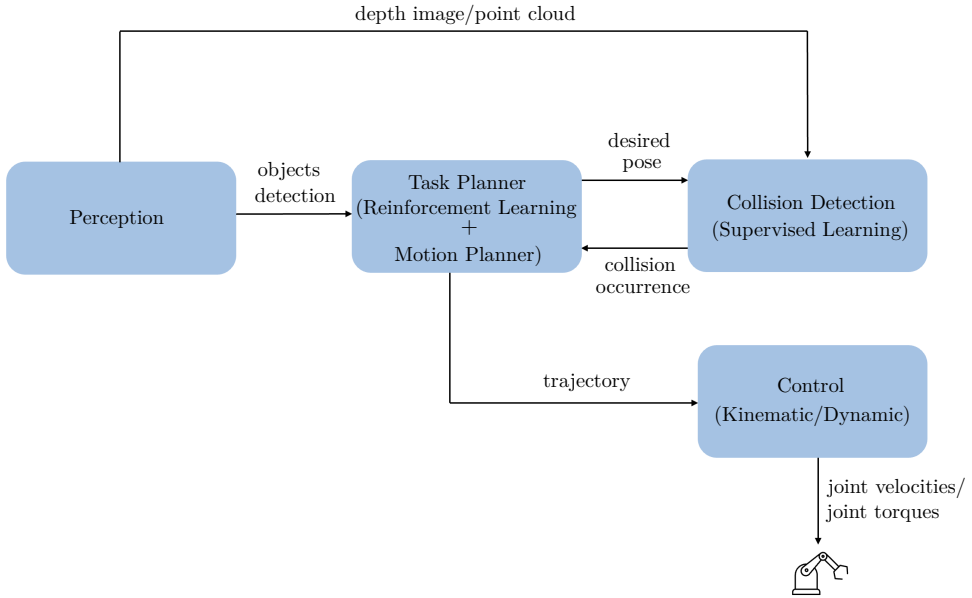 depth image/point cloud
Perception
objects
detection
Task Planner
(Reinforcement Learning
+
Motion Planner)
desired
pose
collision
occurrence
Collision Detection
(Supervised Learning)
trajectory
Control
(Kinematic/Dynamic)
joint velocities/
joint torques